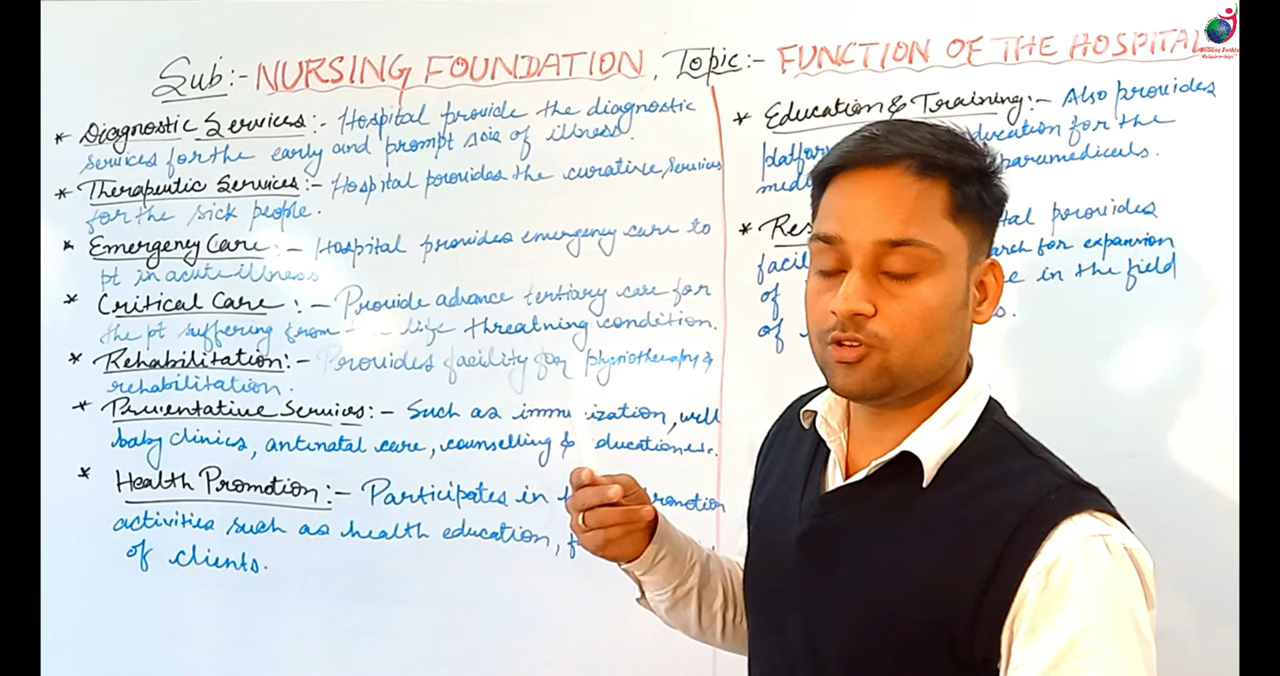 Sub:- NURSING FOUNDATION, Topic:- FUNCTION OF THE HOSPITAL
* Diagnostic Services:- Hospital provide the diagnostic
services for the early and prompt of illness.
* Therapeutic Services:- Hospital provides the curative services
for the sick people.
* Emergency Care:- Hospital provides emergency care to
pt in acute illness
* Critical Care:- Provide advance tertiary care for
the pt suffering from life threatning condition.
* Rehabilitation:- Provides facility for physiotherapy &
rehabilitation.
* Preventative Services:- Such as immunization, well
baby clinics, antinatal care, counselling & education etc.
* Health Promotion:- Participates in promotion
activities such as health education,
of clients.
* Education & Training:- Also provides
education for the
paramedicals.
* provides
for expansion
of in the field
of